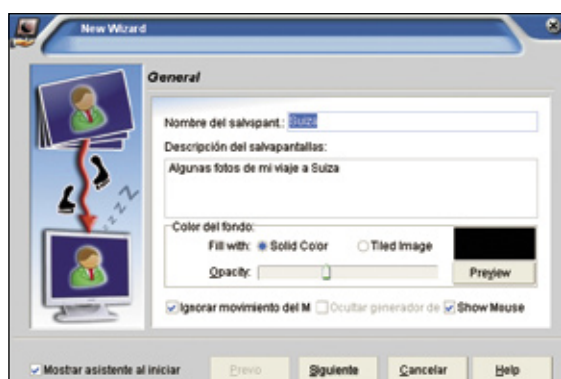 New Wizard
General
Nombre del salvapant.: Suiza
Descripción del salvapantallas:
Algunas fotos de mi viaje a Suiza
Color del fondo:
Fill with: Solid Color Tiled Image
Opacity: Preview
Ignorar movimiento del M Ocultar generador de Show Mouse
Mostrar asistente al iniciar Previo Siguiente Cancelar Help
zzZ